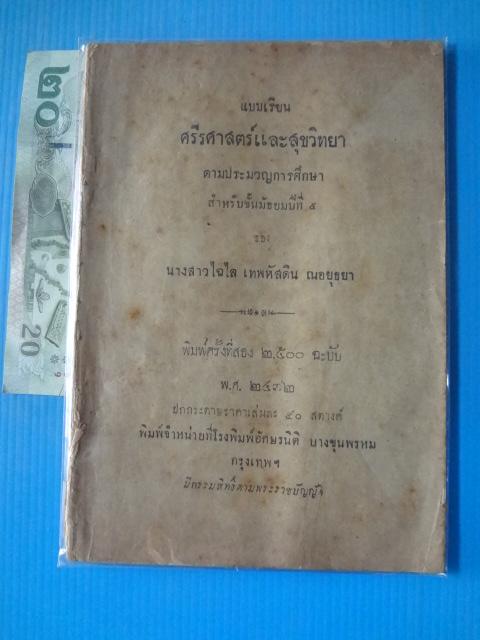 ๒๐
20
แบบเรียน
ศรีรศาสตร์และสุขวิทยา
ตามประมวญการศึกษา
สำหรับชั้นมัธยมปีที่ ๕
ของ
นางสาวไฉไล เทพหัสดิน ณอยุธยา
พิมพ์ครั้งที่สอง ๒,๕๐๐ ฉะบับ
พ.ศ. ๒๔๗๒
ปกกระดาษราคาเล่มละ ๕๐ สตางค์
พิมพ์จำหน่ายที่โรงพิมพ์อักษรนิติ บางขุนพรหม
กรุงเทพฯ
มีกรรมสิทธิ์ตามพระราชบัญญัติ